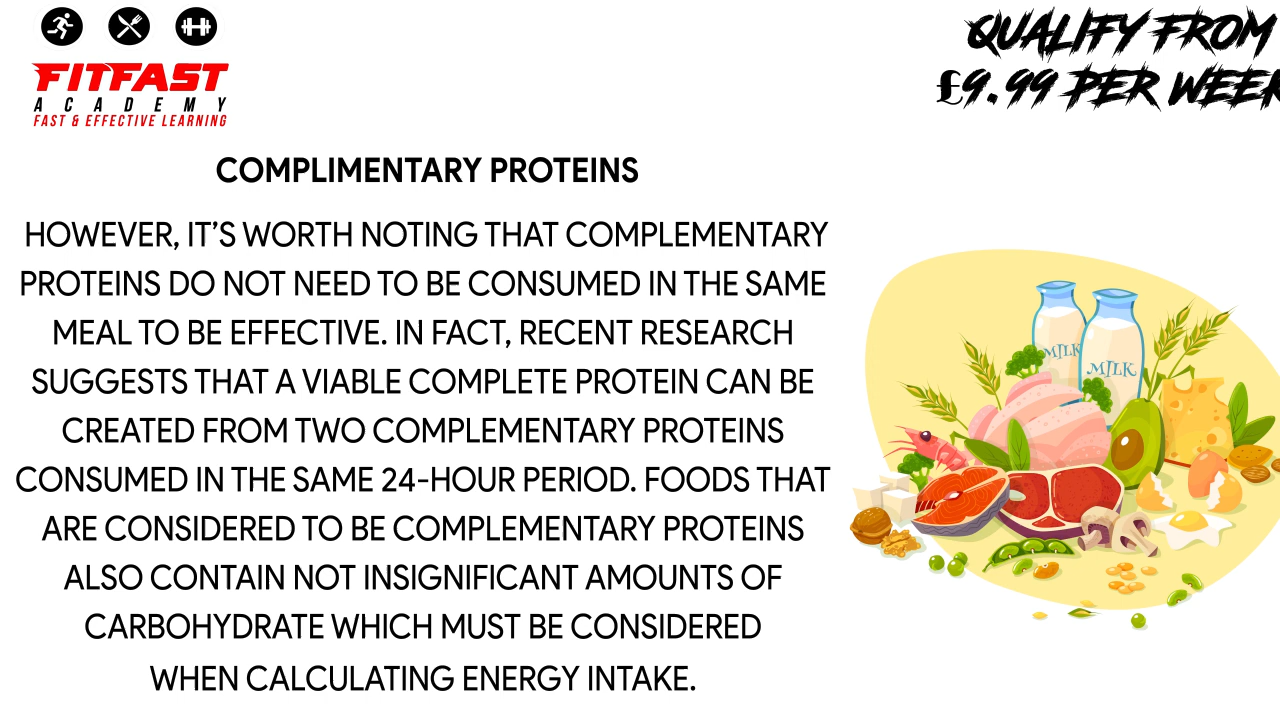 FITFAST
ACADEMY
FAST & EFFECTIVE LEARNING
QUALIFY FROM
£9.99 PER WEEK
COMPLIMENTARY PROTEINS
HOWEVER, IT'S WORTH NOTING THAT COMPLEMENTARY
PROTEINS DO NOT NEED TO BE CONSUMED IN THE SAME
MEAL TO BE EFFECTIVE. IN FACT, RECENT RESEARCH
SUGGESTS THAT A VIABLE COMPLETE PROTEIN CAN BE
CREATED FROM TWO COMPLEMENTARY PROTEINS
CONSUMED IN THE SAME 24-HOUR PERIOD. FOODS THAT
ARE CONSIDERED TO BE COMPLEMENTARY PROTEINS
ALSO CONTAIN NOT INSIGNIFICANT AMOUNTS OF
CARBOHYDRATE WHICH MUST BE CONSIDERED
WHEN CALCULATING ENERGY INTAKE.
MILK
MILK